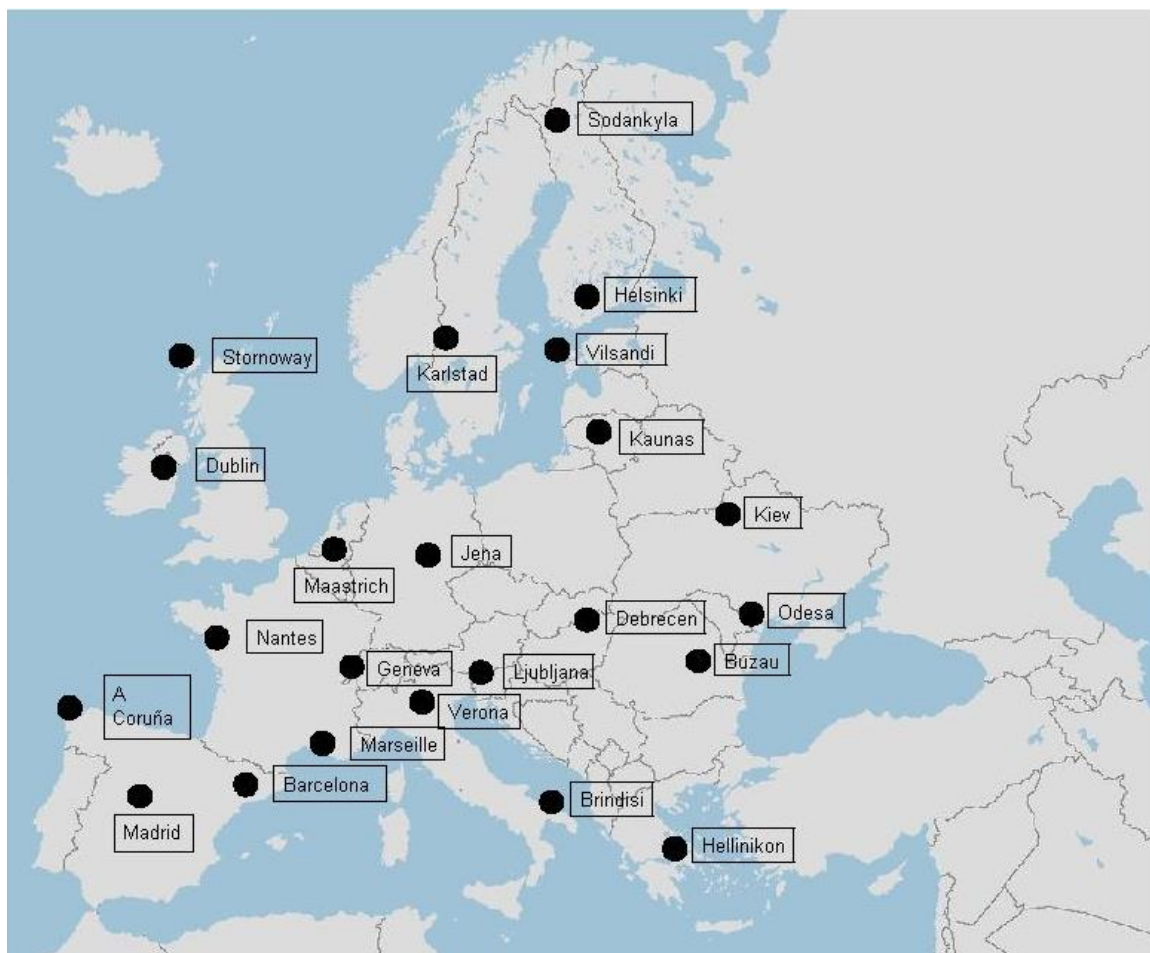 Sodankyla
Helsinki
Stornoway
Vilsandi
Karlstad
Kaunas
Dublin
Kiev
Jena
Maastrich
Debrecen
Odesa
Nantes
Geneva
Ljubljana
Buzau
A
Coruña
Verona
Marseille
Barcelona
Brindisi
Madrid
Hellinikon